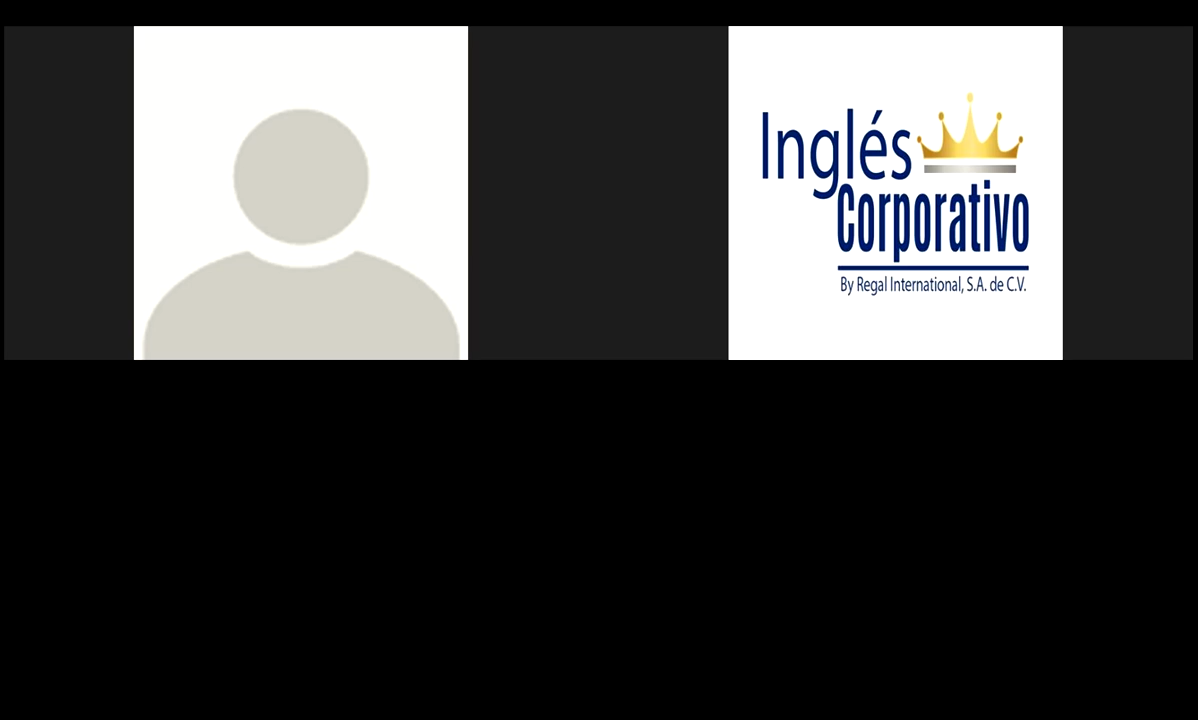 Inglés
Corporativo
By Regal International, S.A. de C.V.